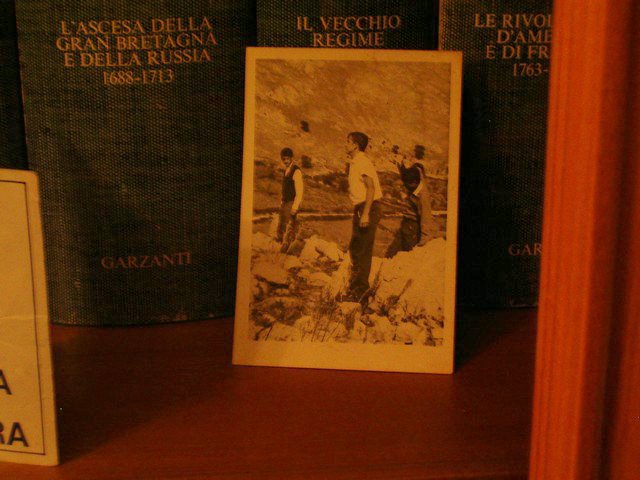 L'ASCESA DELLA
GRAN BRETAGNA
E DELLA RUSSIA
1688-1713
GARZANTI
IL VECCHIO
REGIME
LE RIVOL
D'AME
E DI FR
1763-
GAR
A
RA